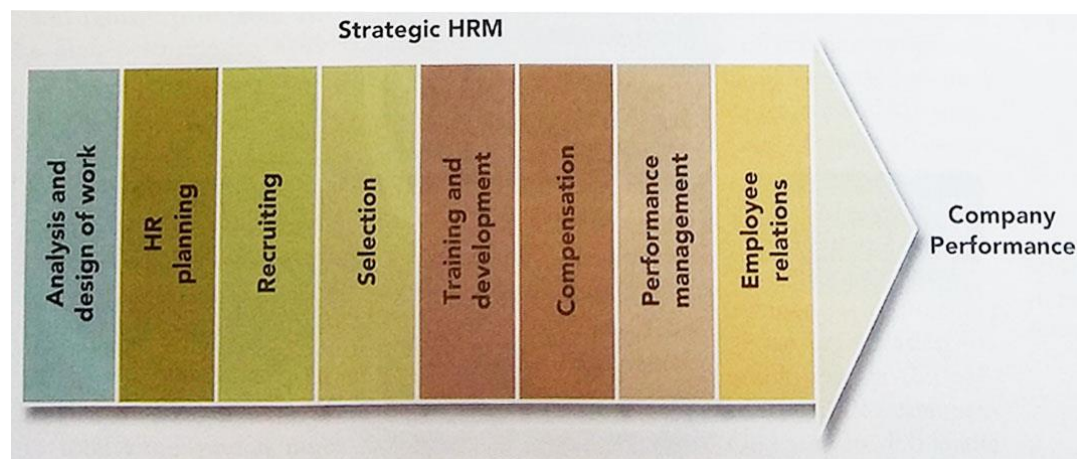 Strategic HRM
Analysis and
design of work
HR
planning
Recruiting
Selection
Training and
development
Compensation
Performance
management
Employee
relations
Company
Performance